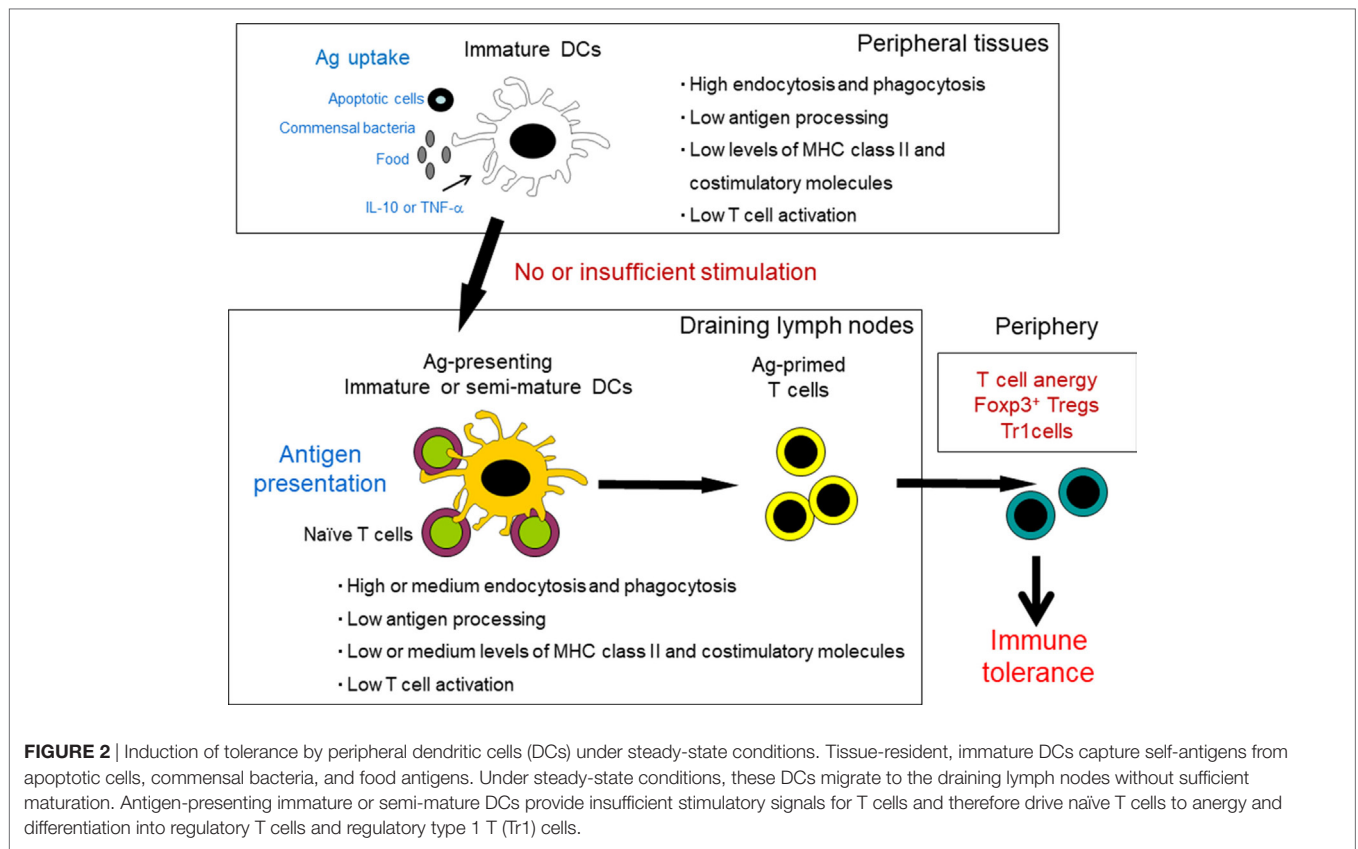 Peripheral tissues
Immature DCs
Ag uptake
Apoptotic cells
Commensal bacteria
Food
IL-10 or TNF-α
· High endocytosis and phagocytosis
· Low antigen processing
· Low levels of MHC class II and
costimulatory molecules
· Low T cell activation
No or insufficient stimulation
Draining lymph nodes
Ag-presenting
Immature or semi-mature DCs
Antigen
presentation
Naïve T cells
Ag-primed
T cells
· High or medium endocytosis and phagocytosis
· Low antigen processing
· Low or medium levels of MHC class II and costimulatory molecules
· Low T cell activation
Periphery
T cell anergy
Foxp3⁺ Tregs
Tr1cells
Immune
tolerance
FIGURE 2 | Induction of tolerance by peripheral dendritic cells (DCs) under steady-state conditions. Tissue-resident, immature DCs capture self-antigens from
apoptotic cells, commensal bacteria, and food antigens. Under steady-state conditions, these DCs migrate to the draining lymph nodes without sufficient
maturation. Antigen-presenting immature or semi-mature DCs provide insufficient stimulatory signals for T cells and therefore drive naïve T cells to anergy and
differentiation into regulatory T cells and regulatory type 1 T (Tr1) cells.